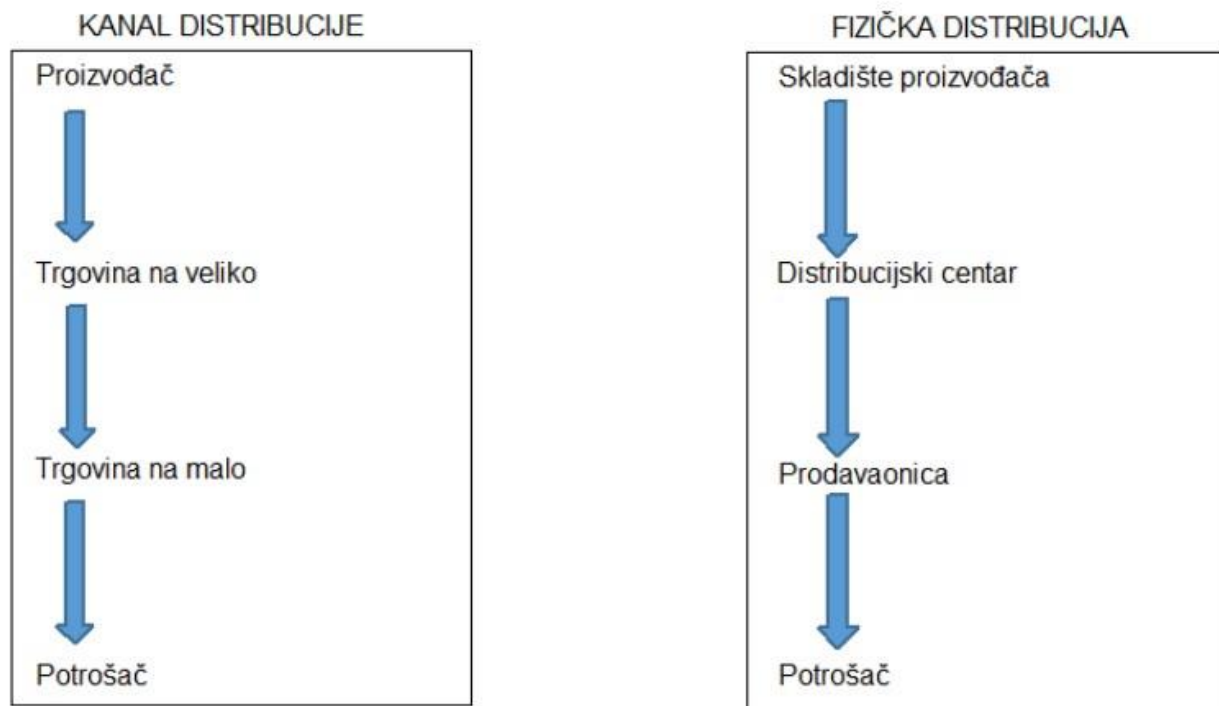 KANAL DISTRIBUCIJE
Proizvođač
Trgovina na veliko
Trgovina na malo
Potrošač
FIZIČKA DISTRIBUCIJA
Skladište proizvođača
Distribucijski centar
Prodavaonica
Potrošač